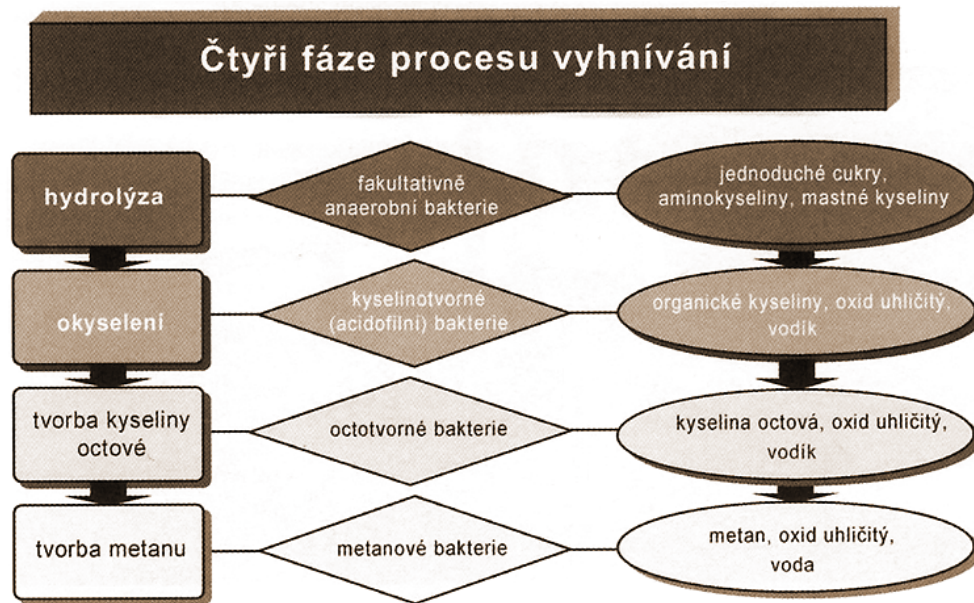 Čtyři fáze procesu vyhnívání
hydrolýza
fakultativně
anaerobní bakterie
jednoduché cukry,
aminokyseliny, mastné kyseliny
okyselení
kyselinotvorné
(acidofilní) bakterie
organické kyseliny, oxid uhličitý,
vodík
tvorba kyseliny
octové
octotvorné bakterie
kyselina octová, oxid uhličitý,
vodík
tvorba metanu
metanové bakterie
metan, oxid uhličitý,
voda